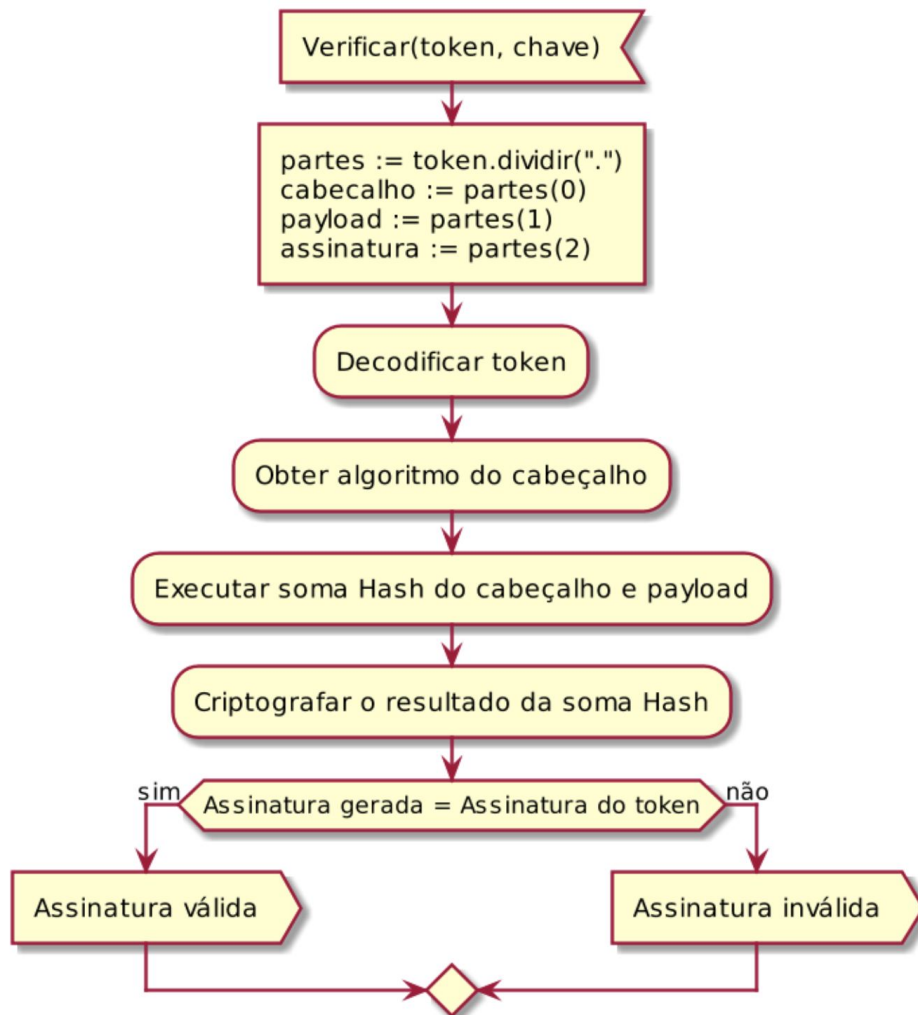 Verificar(token, chave)
partes := token.dividir(".")
cabecalho := partes(0)
payload := partes(1)
assinatura := partes(2)
Decodificar token
Obter algoritmo do cabeçalho
Executar soma Hash do cabeçalho e payload
Criptografar o resultado da soma Hash
sim
Assinatura gerada = Assinatura do token
não
Assinatura válida
Assinatura inválida